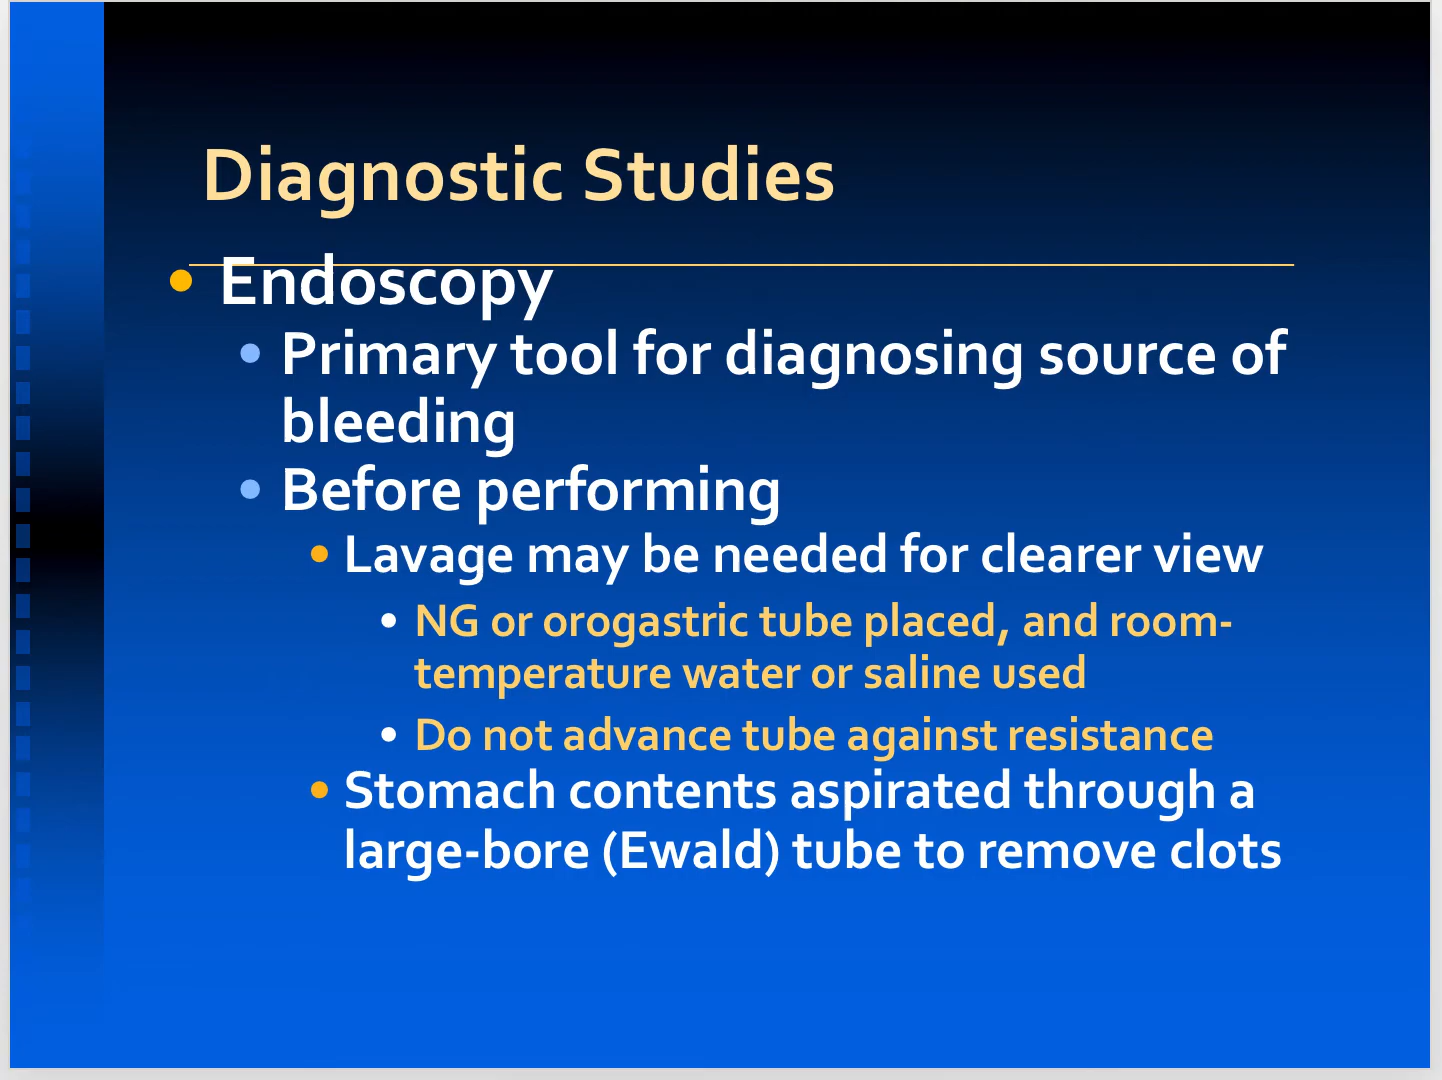 Diagnostic Studies
• Endoscopy
• Primary tool for diagnosing source of
bleeding
• Before performing
• Lavage may be needed for clearer view
• NG or orogastric tube placed, and room-
temperature water or saline used
• Do not advance tube against resistance
• Stomach contents aspirated through a
large-bore (Ewald) tube to remove clots